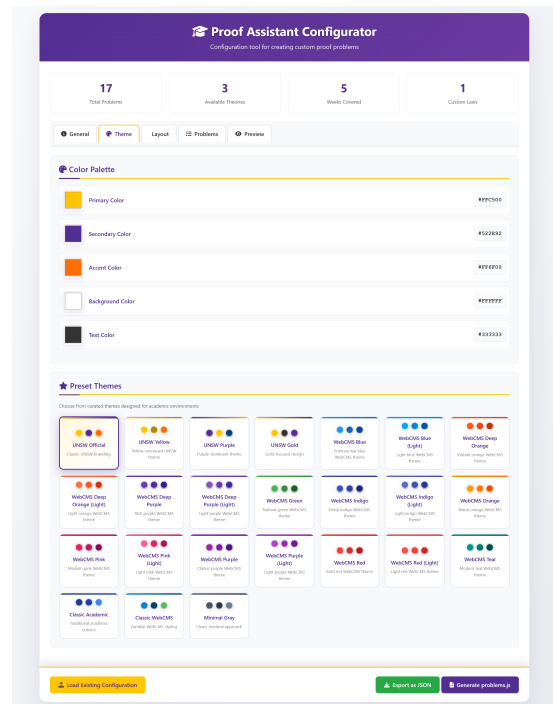 Proof Assistant Configurator
Configuration tool for creating custom proof problems
17
Total Problems
3
Available Theories
5
Weeks Covered
1
Custom Laws
General
Theme
Layout
Problems
Preview
Color Palette
Primary Color
#FFC500
Secondary Color
#522B92
Accent Color
#FF6F00
Background Color
#FFFFFF
Text Color
#333333
Preset Themes
Choose from curated themes designed for academic environments
UNSW Official
Classic UNSW branding
UNSW Yellow
Yellow-dominant UNSW
theme
UNSW Purple
Purple-dominant theme
UNSW Gold
Gold-focused design
WebCMS Blue
Professional blue
WebCMS theme
WebCMS Blue
(Light)
Light blue WebCMS
theme
WebCMS Deep
Orange
Vibrant orange WebCMS
theme
WebCMS Deep
Orange (Light)
Light orange WebCMS
theme
WebCMS Deep
Purple
Rich purple WebCMS
theme
WebCMS Deep
Purple (Light)
Light purple WebCMS
theme
WebCMS Green
Natural green WebCMS
theme
WebCMS Indigo
Deep indigo WebCMS
theme
WebCMS Indigo
(Light)
Light indigo WebCMS
theme
WebCMS Orange
Warm orange WebCMS
theme
WebCMS Pink
Modern pink WebCMS
theme
WebCMS Pink
(Light)
Light pink WebCMS
theme
WebCMS Purple
Classic purple WebCMS
theme
WebCMS Purple
(Light)
Light purple WebCMS
theme
WebCMS Red
Bold red WebCMS theme
WebCMS Red (Light)
Light red WebCMS theme
WebCMS Teal
Modern teal WebCMS
theme
Classic Academic
Traditional academic
colours
Classic WebCMS
Familiar WebCMS styling
Minimal Gray
Clean, minimal approach
Load Existing Configuration
Export as JSON
Generate problems.js